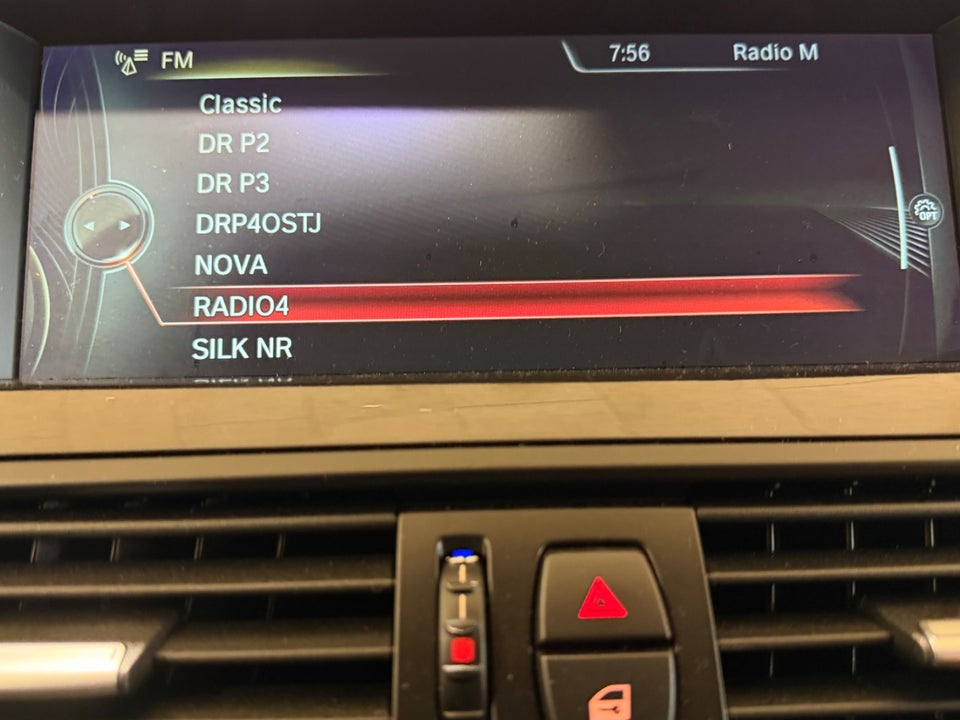 FM
7:56
Radio M
Classic
DR P2
DR P3
DRP4OSTJ
NOVA
RADIO4
SILK NR
OPT